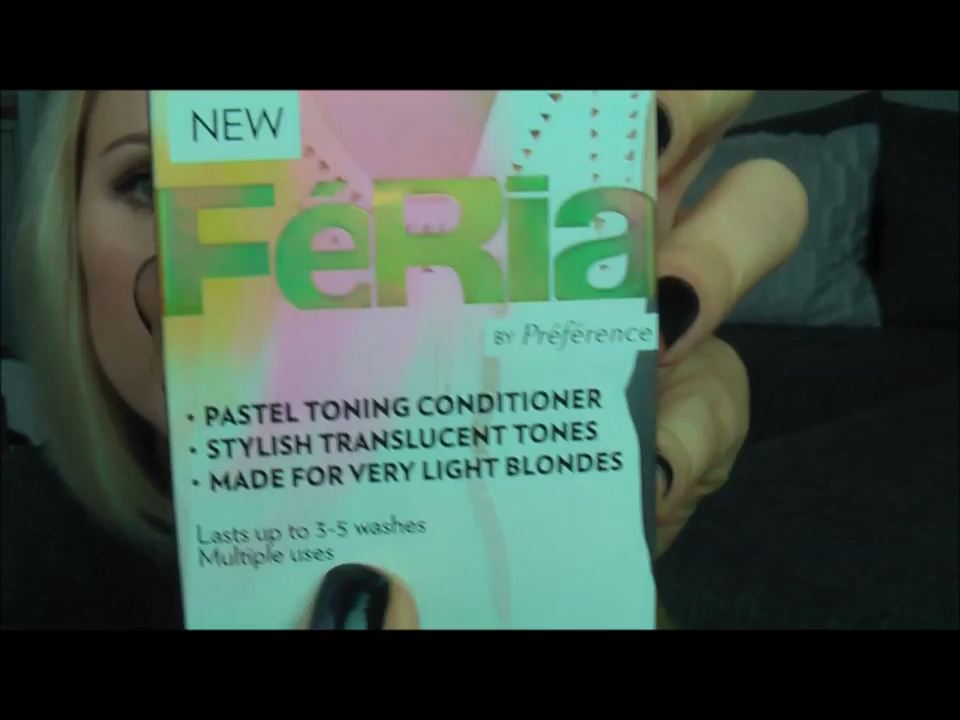 NEW
FéRia
BY Préférence
• PASTEL TONING CONDITIONER
• STYLISH TRANSLUCENT TONES
• MADE FOR VERY LIGHT BLONDES
Lasts up to 3-5 washes
Multiple uses